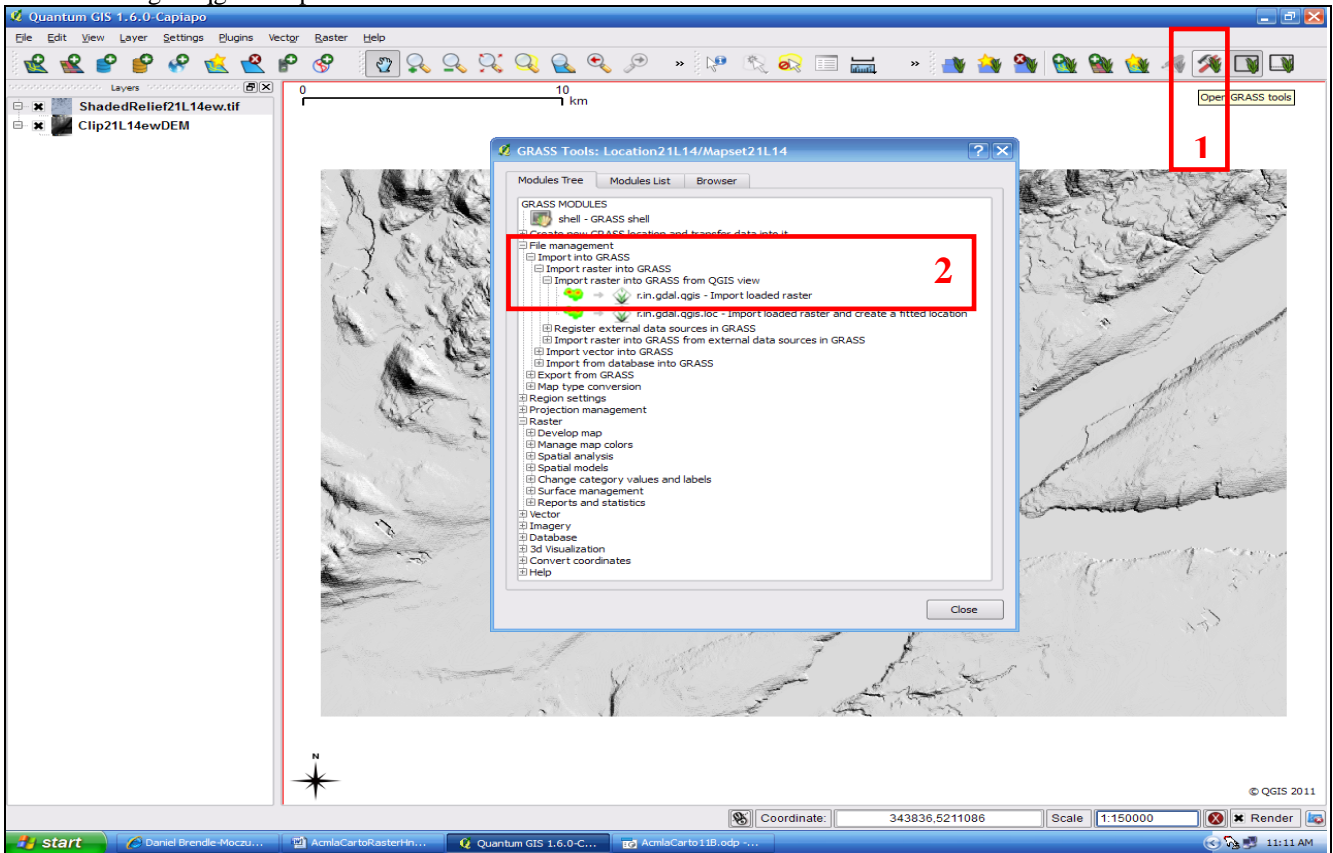 Quantum GIS 1.6.0-Capiapo
File Edit View Layer Settings Plugins Vector Raster Help
Layers
ShadedRelief21L14ew.tif
Clip21L14ewDEM
0 10
km
Open GRASS tools
1
GRASS Tools: Location21L14/Mapset21L14
Modules Tree Modules List Browser
GRASS MODULES
shell - GRASS shell
Create new GRASS location and transfer data into it
File management
Import into GRASS
Import raster into GRASS
Import raster into GRASS from QGIS view
2
r.in.gdal.qgis - Import loaded raster
r.in.gdal.qgis.loc - Import loaded raster and create a fitted location
Register external data sources in GRASS
Import raster into GRASS from external data sources in GRASS
Import vector into GRASS
Import from database into GRASS
Export from GRASS
Map type conversion
Region settings
Projection management
Raster
Develop map
Manage map colors
Spatial analysis
Spatial models
Change category values and labels
Surface management
Reports and statistics
Vector
Imagery
Database
3d Visualization
Convert coordinates
Help
Close
N
© QGIS 2011
Coordinate: 343836,5211086 Scale 1:150000 Render
start Daniel Brendle-Moczu... AcmlaCartoRasterHn... Quantum GIS 1.6.0-C... AcmlaCarto11B.odp -... 11:11 AM